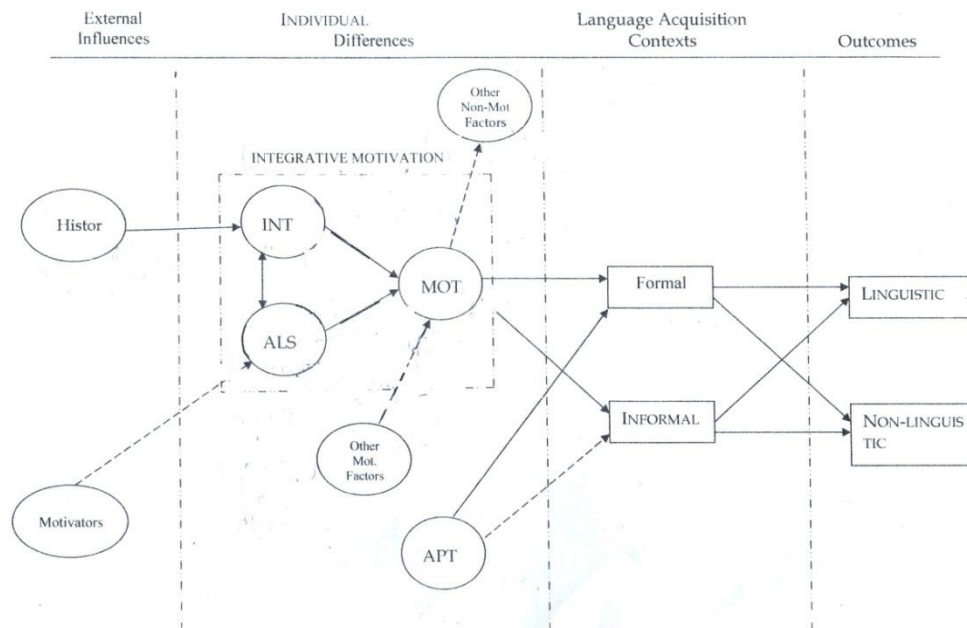 External
Influences
INDIVIDUAL
Differences
Language Acquisition
Contexts
Outcomes
Other
Non-Mot
Factors
INTEGRATIVE MOTIVATION
Histor
INT
MOT
ALS
Formal
LINGUISTIC
INFORMAL
NON-LINGUIS
TIC
Other
Mot.
Factors
Motivators
APT